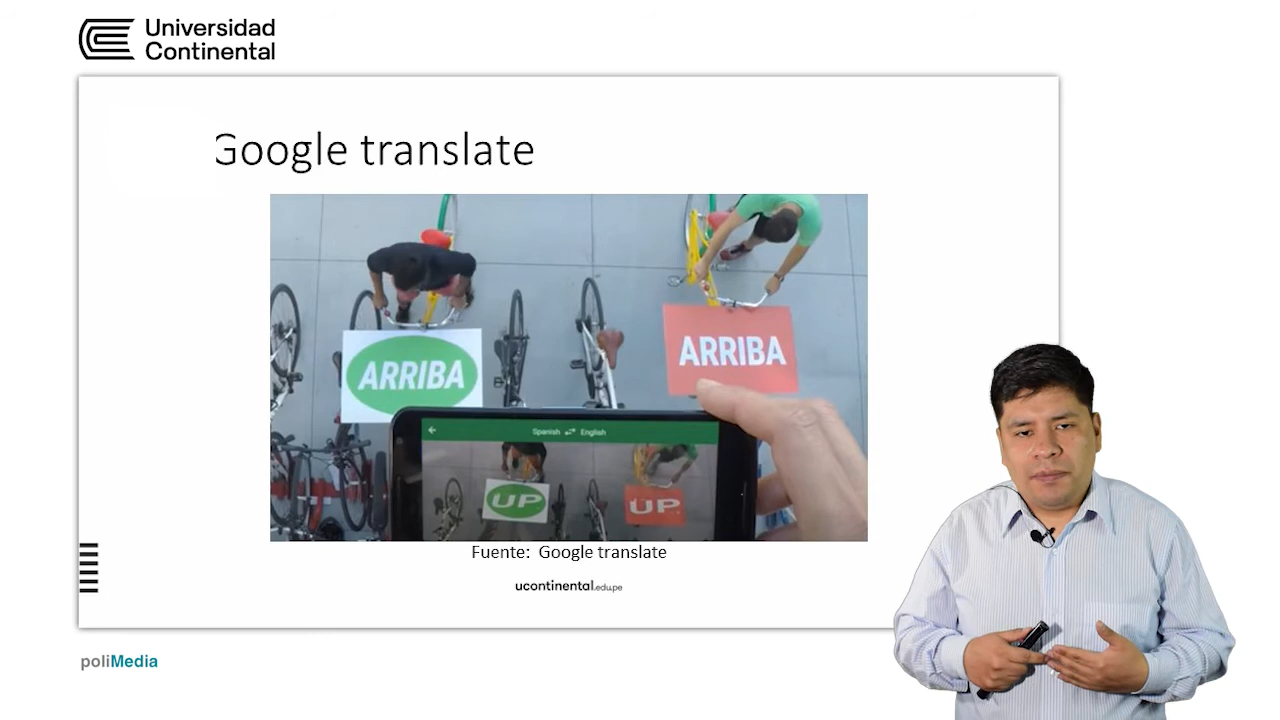 Universidad
Continental
Google translate
ARRIBA
ARRIBA
Spanish English
UP
UP
Fuente: Google translate
ucontinental.edu.pe
poliMedia